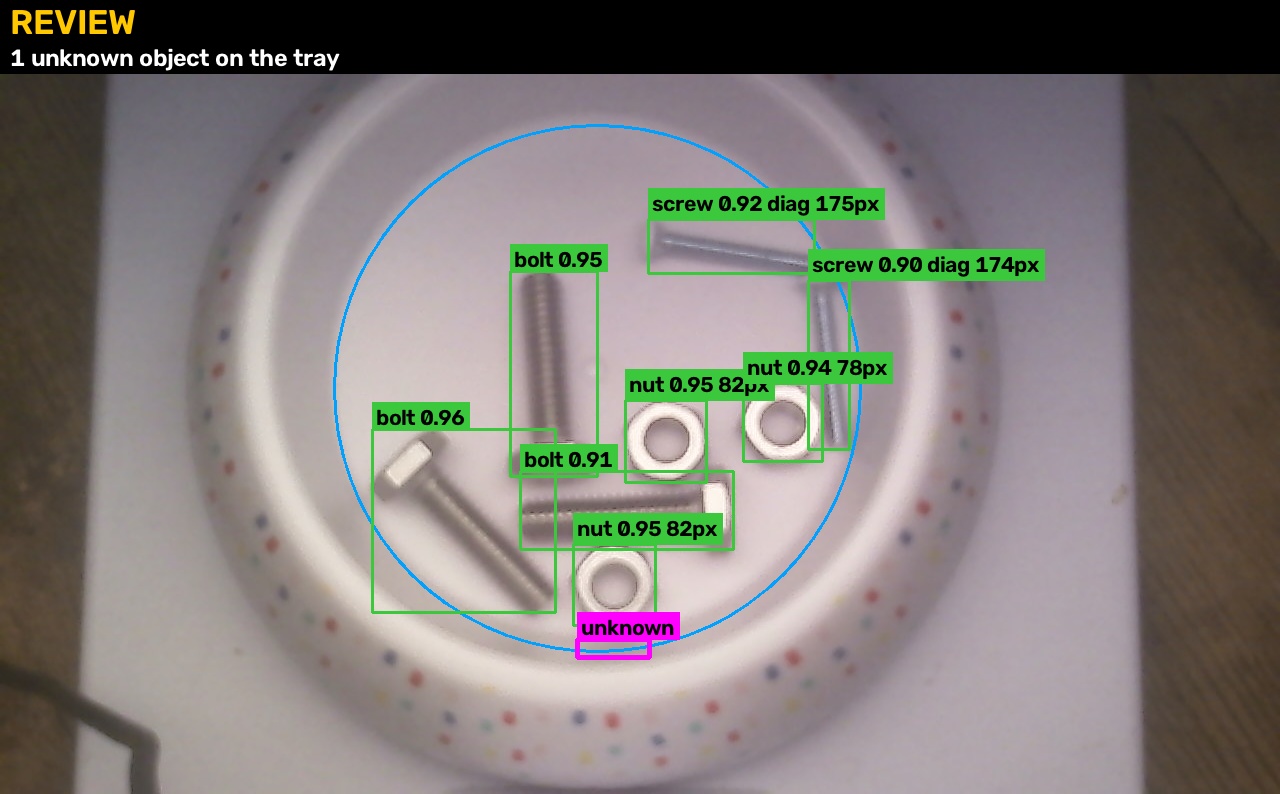 REVIEW
1 unknown object on the tray
screw 0.92 diag 175px
bolt 0.95
screw 0.90 diag 174px
nut 0.95 82px
nut 0.94 78px
bolt 0.96
bolt 0.91
nut 0.95 82px
unknown